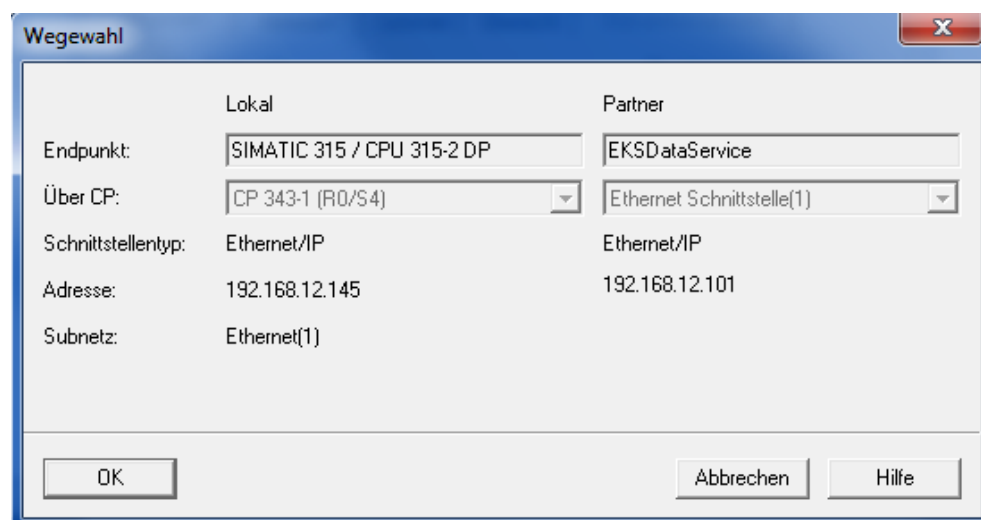 Wegewahl
Lokal Partner
Endpunkt: SIMATIC 315 / CPU 315-2 DP EKSDataService
Über CP: CP 343-1 (R0/S4) Ethernet Schnittstelle(1)
Schnittstellentyp: Ethernet/IP Ethernet/IP
Adresse: 192.168.12.145 192.168.12.101
Subnetz: Ethernet(1)
OK Abbrechen Hilfe